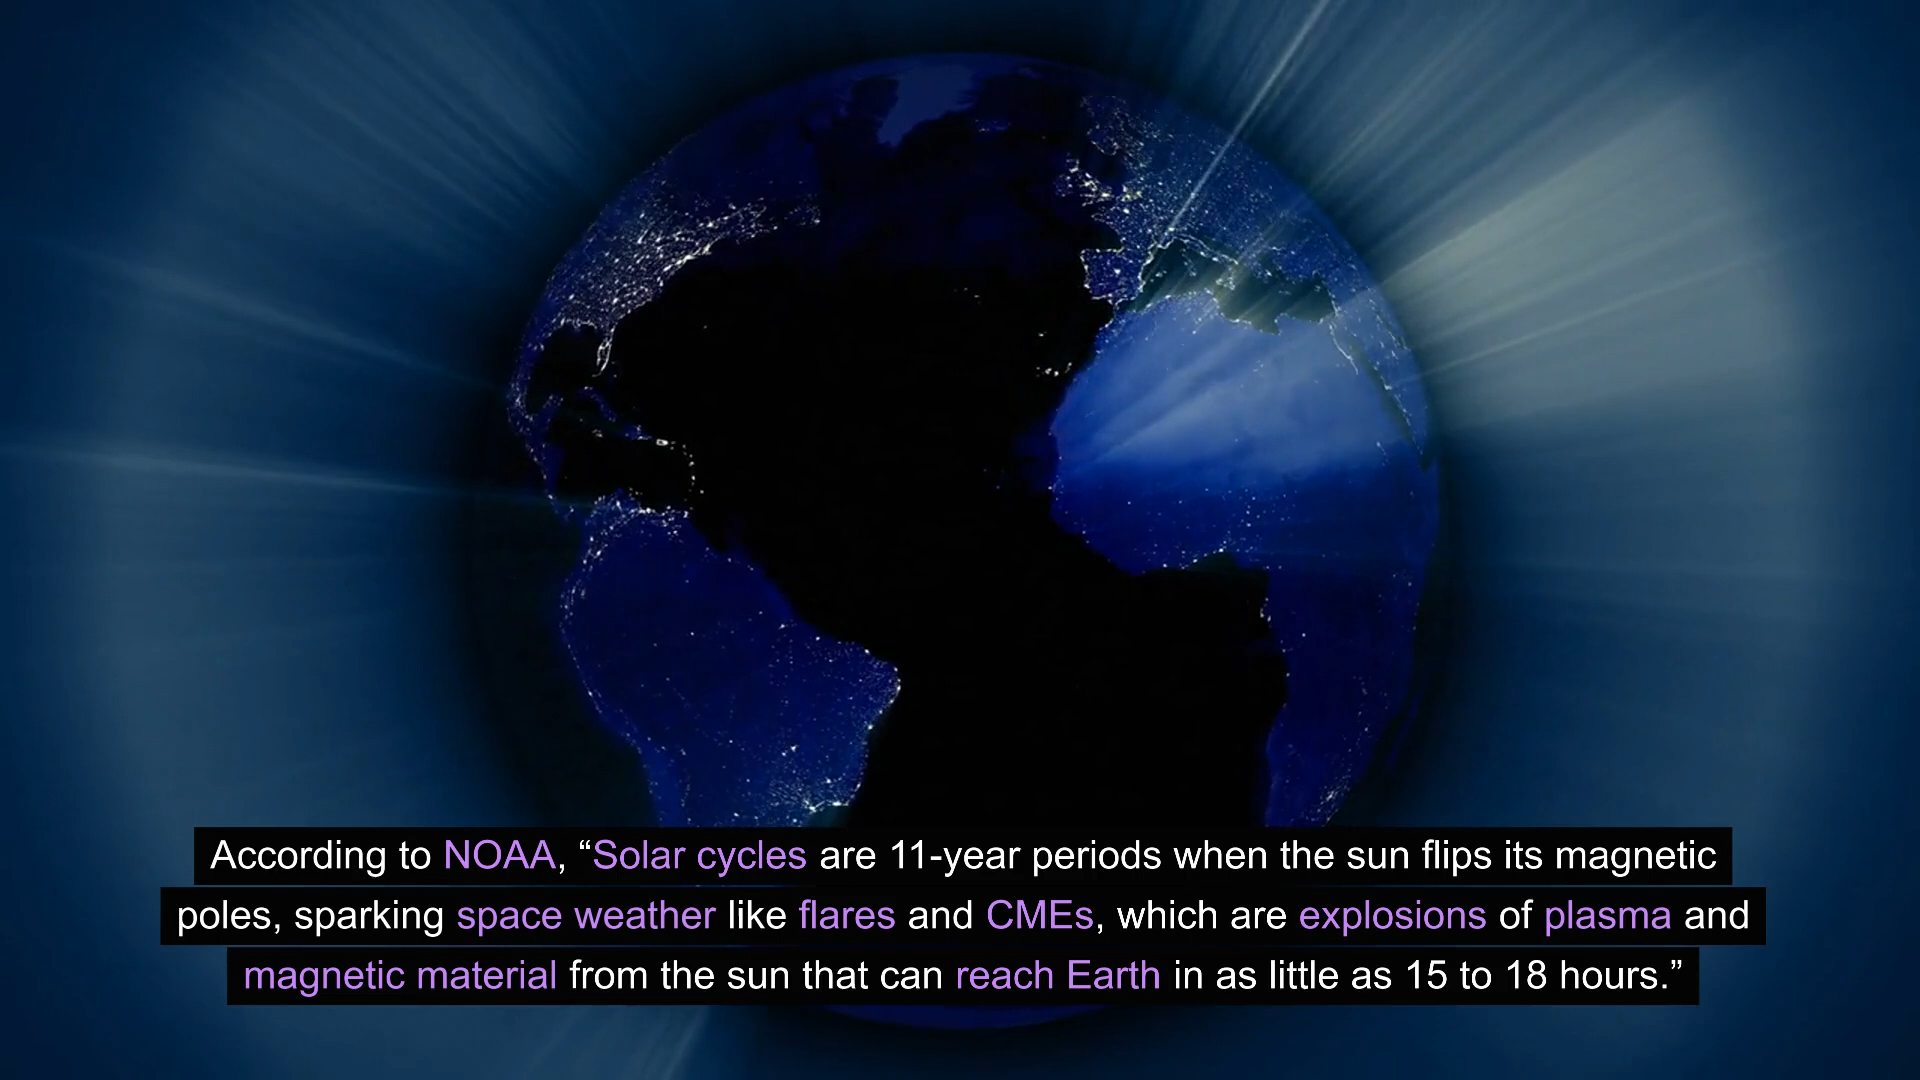 According to NOAA, “Solar cycles are 11-year periods when the sun flips its magnetic
poles, sparking space weather like flares and CMEs, which are explosions of plasma and
magnetic material from the sun that can reach Earth in as little as 15 to 18 hours.”